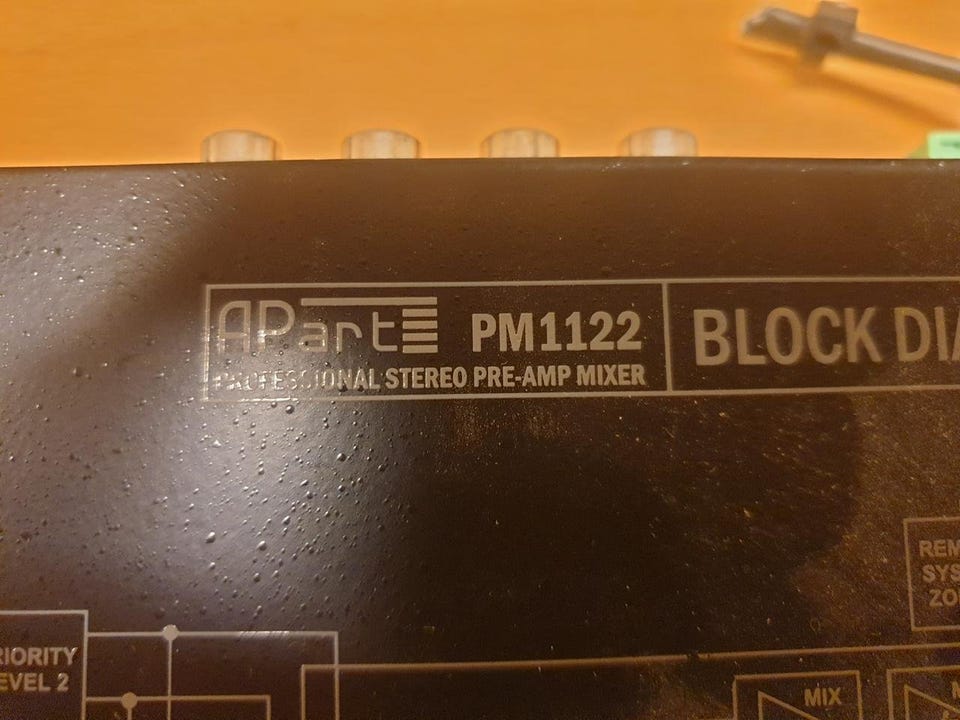 APart PM1122
PROFESSIONAL STEREO PRE-AMP MIXER
BLOCK DIA
REM
SYS
ZO
RIORITY
EVEL 2
MIX
M